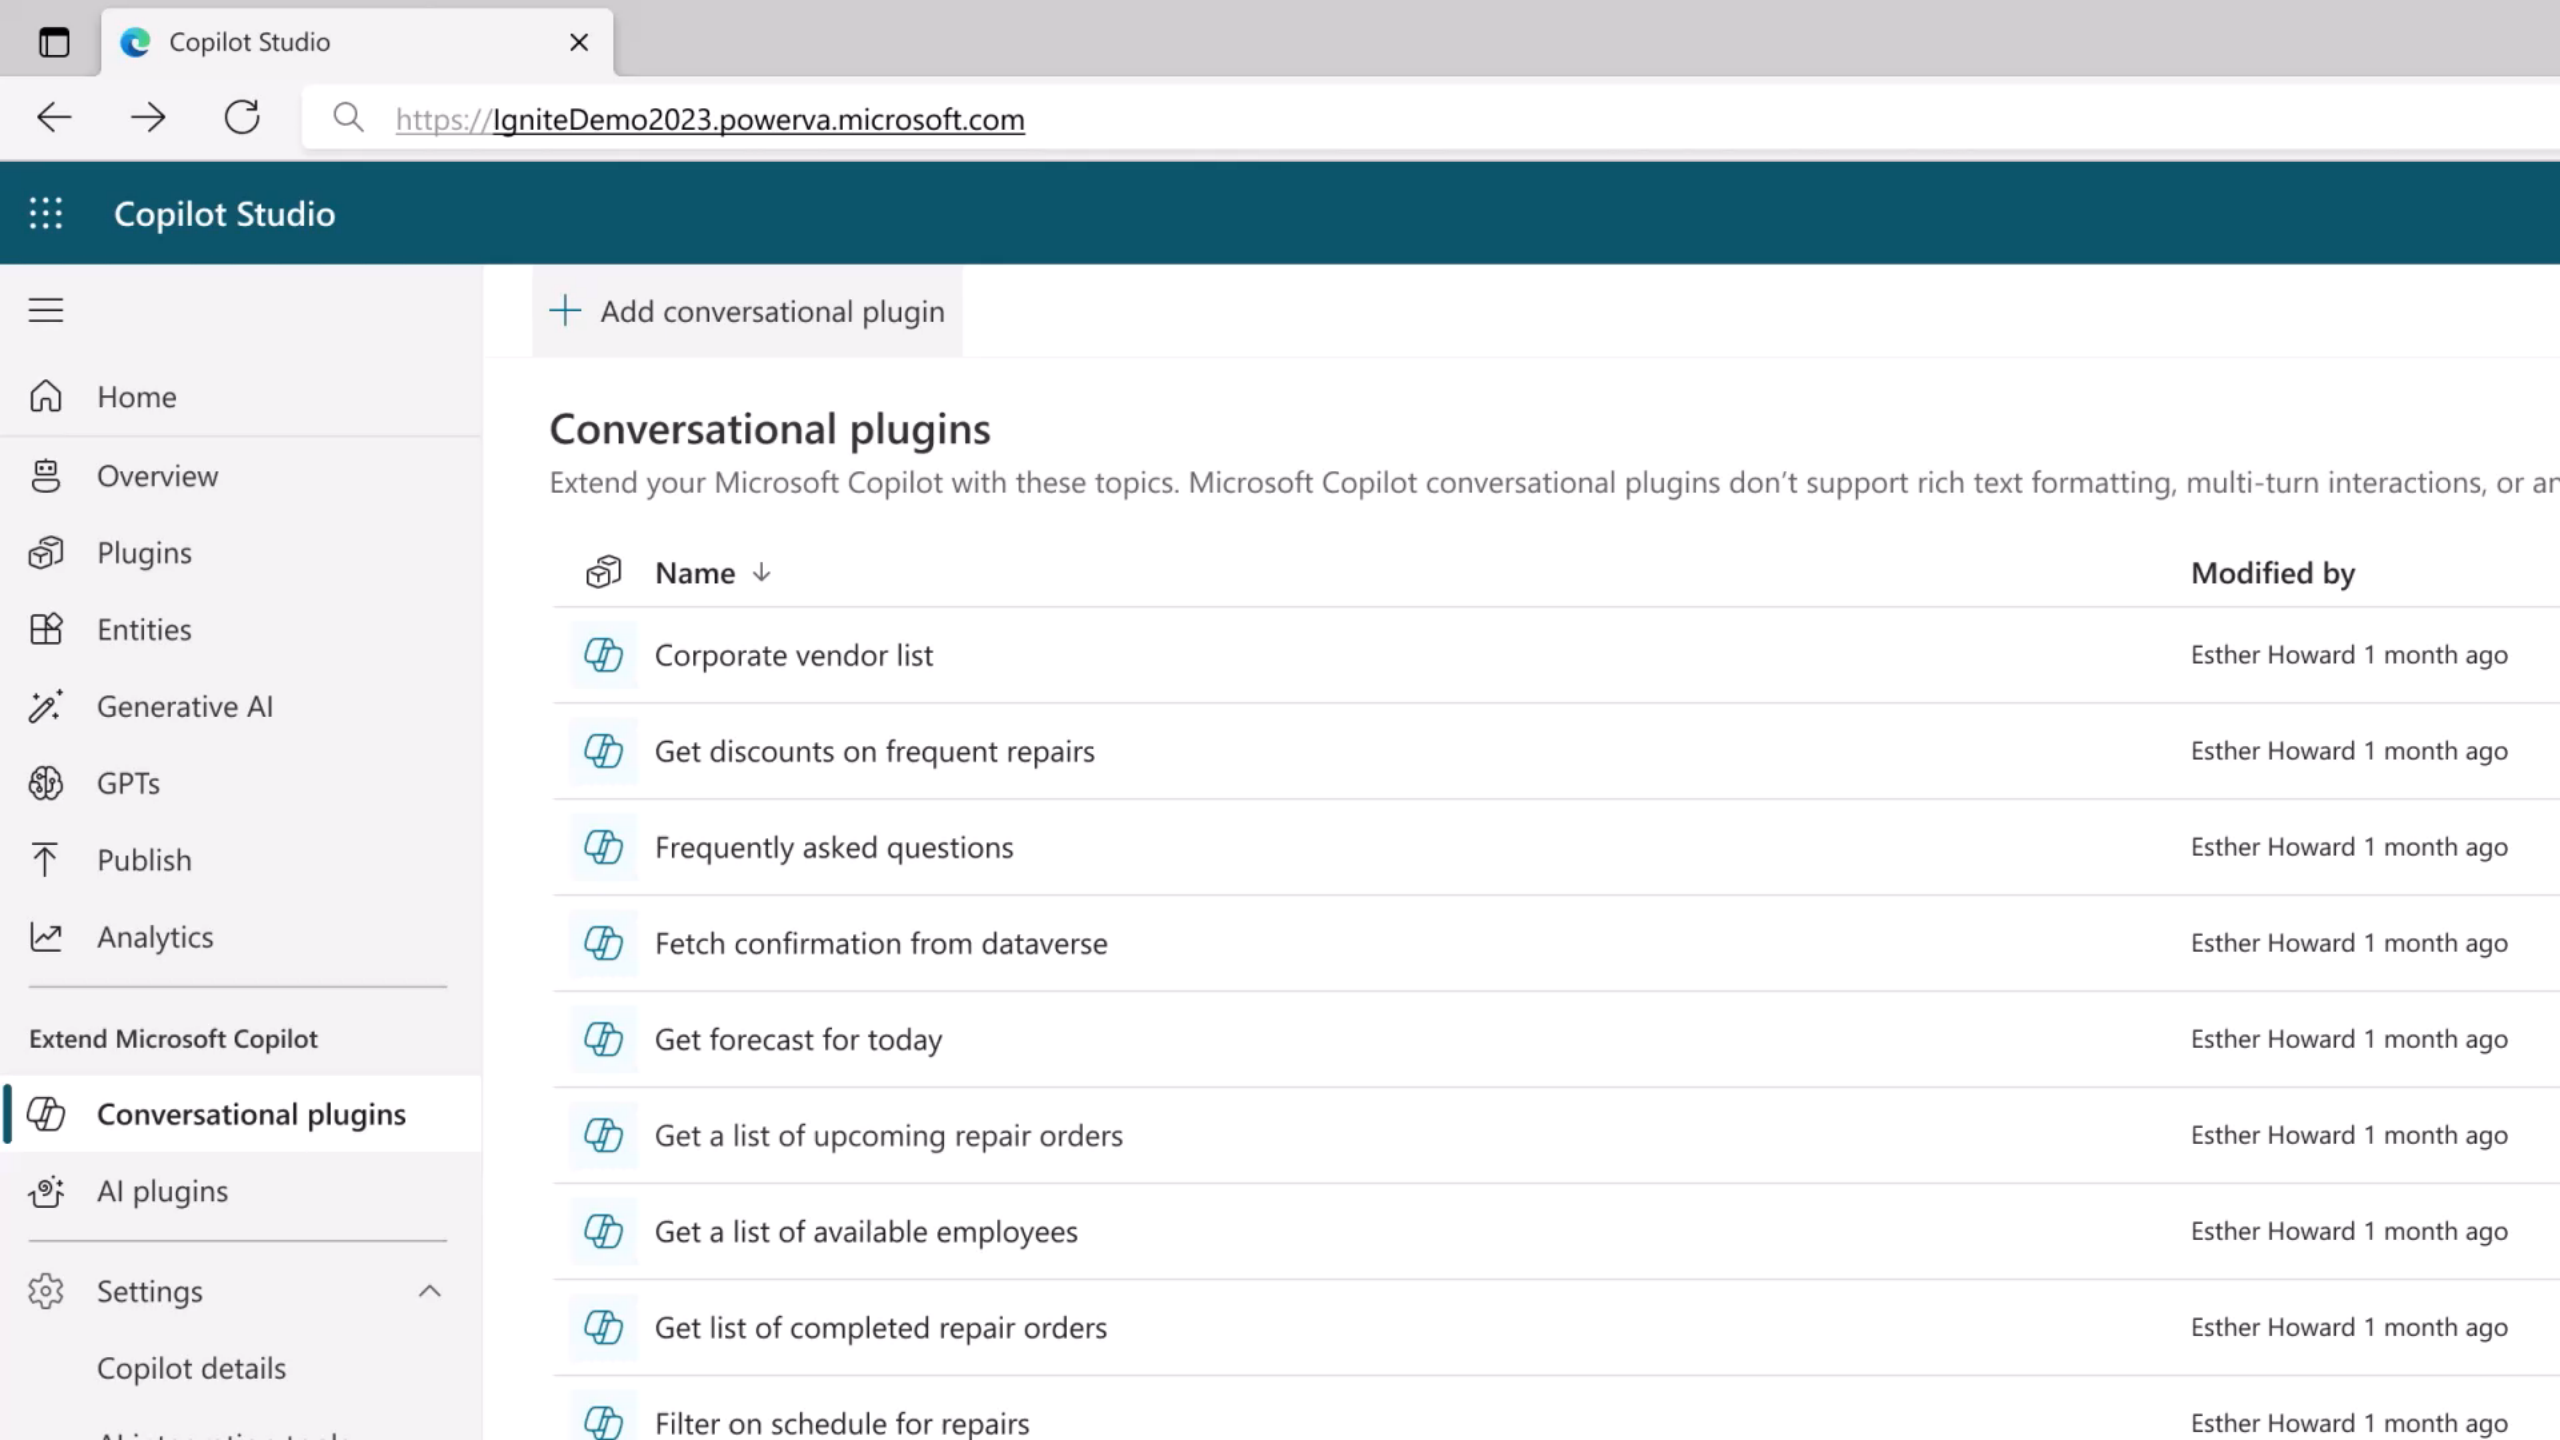 Copilot Studio
https://IgniteDemo2023.powerva.microsoft.com
Copilot Studio
Add conversational plugin
Home
Overview
Plugins
Entities
Generative AI
GPTs
Publish
Analytics
Extend Microsoft Copilot
Conversational plugins
AI plugins
Settings
Copilot details
Conversational plugins
Extend your Microsoft Copilot with these topics. Microsoft Copilot conversational plugins don’t support rich text formatting, multi-turn interactions, or
Name Modified by
Corporate vendor list Esther Howard 1 month ago
Get discounts on frequent repairs Esther Howard 1 month ago
Frequently asked questions Esther Howard 1 month ago
Fetch confirmation from dataverse Esther Howard 1 month ago
Get forecast for today Esther Howard 1 month ago
Get a list of upcoming repair orders Esther Howard 1 month ago
Get a list of available employees Esther Howard 1 month ago
Get list of completed repair orders Esther Howard 1 month ago
Filter on schedule for repairs Esther Howard 1 month ago